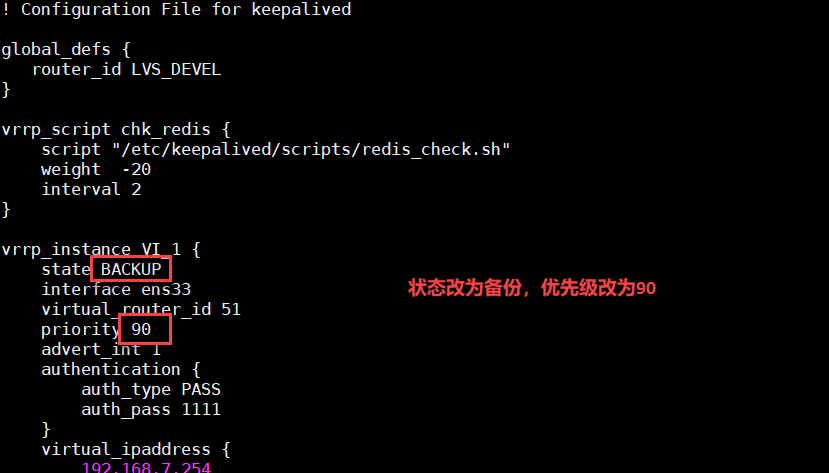 ! Configuration File for keepalived
global_defs {
router_id LVS_DEVEL
}
vrrp_script chk_redis {
script "/etc/keepalived/scripts/redis_check.sh"
weight  -20
interval 2
}
vrrp_instance VI_1 {
state BACKUP
interface ens33
状态改为备份，优先级改为90
virtual_router_id 51
priority 90
advert_int 1
authentication {
auth_type PASS
auth_pass 1111
}
virtual_ipaddress {
192.168.7.254